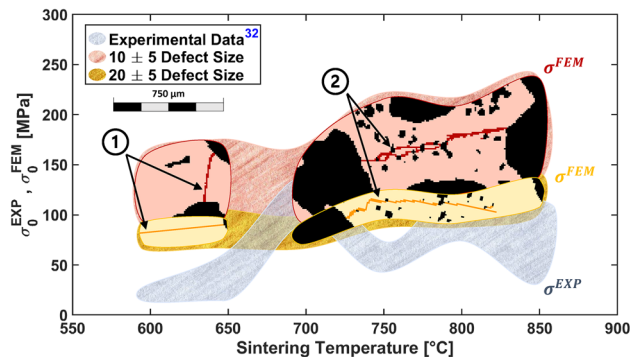 300
250
200
150
100
50
0
σ₀ᴱˣᴾ , σ₀ᶠᴱᴹ [MPa]
Experimental Data³²
10 ± 5 Defect Size
20 ± 5 Defect Size
750 µm
1
2
σᶠᴱᴹ
σᶠᴱᴹ
σᴱˣᴾ
550 600 650 700 750 800 850 900
Sintering Temperature [°C]